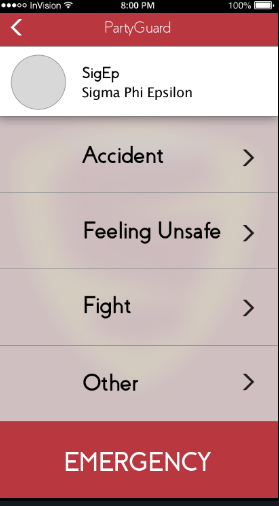 InVision 8:00 PM 100%
PartyGuard
SigEp
Sigma Phi Epsilon
Accident
Feeling Unsafe
Fight
Other
EMERGENCY